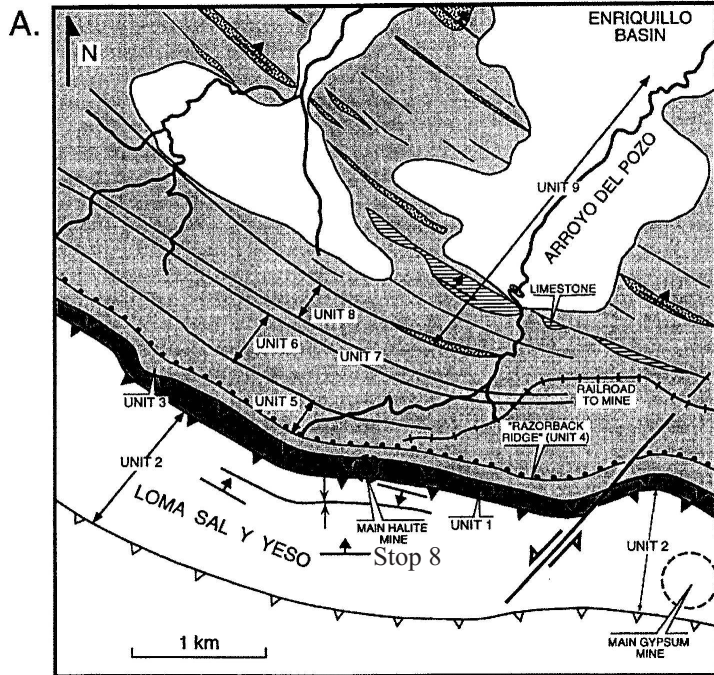 A.
N
ENRIQUILLO
BASIN
UNIT 9
ARROYO DEL POZO
LIMESTONE
UNIT 8
UNIT 6
UNIT 7
RAILROAD
TO MINE
UNIT 3
UNIT 5
"RAZORBACK
RIDGE" (UNIT 4)
UNIT 2
LOMA SAL Y YESO
MAIN HALITE
MINE
UNIT 1
UNIT 2
Stop 8
1 km
MAIN GYPSUM
MINE